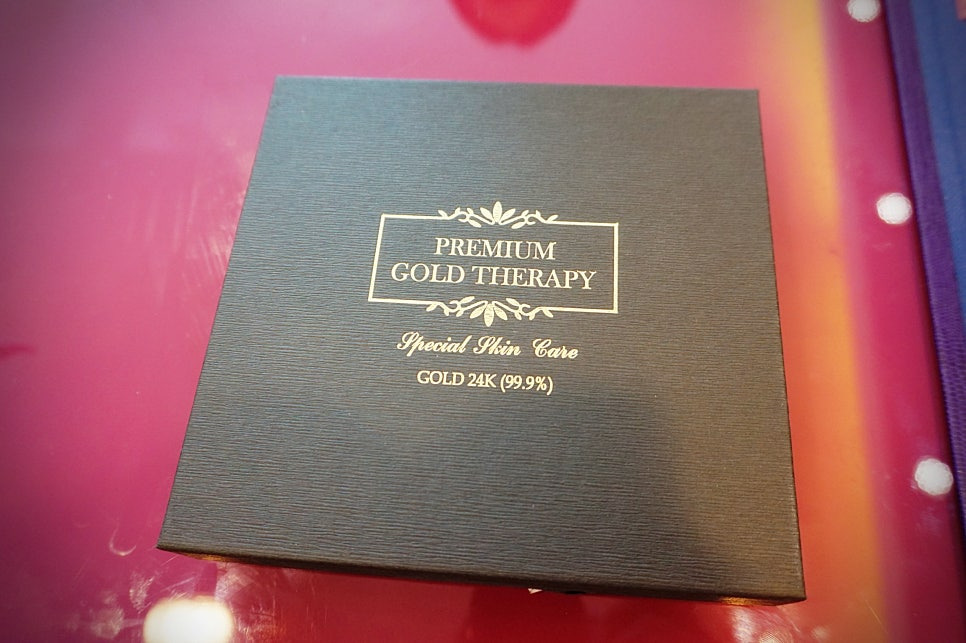 PREMIUM
GOLD THERAPY
Special Skin Care
GOLD 24K (99.9%)